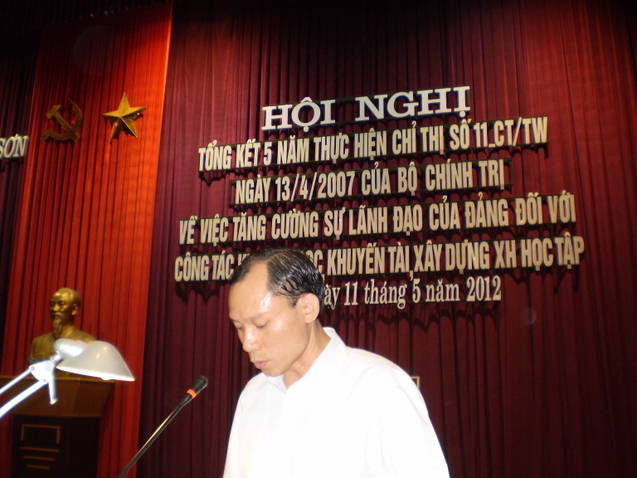 SƠN
HỘI NGHỊ
TỔNG KẾT 5 NĂM THỰC HIỆN CHỈ THỊ SỐ 11_CT/TW
NGÀY 13/4/2007 CỦA BỘ CHÍNH TRỊ
VỀ VIỆC TĂNG CƯỜNG SỰ LÃNH ĐẠO CỦA ĐẢNG ĐỐI VỚI
CÔNG TÁC KHUYẾN TÀI, XÂY DỰNG XH HỌC TẬP
11 tháng 5 năm 2012